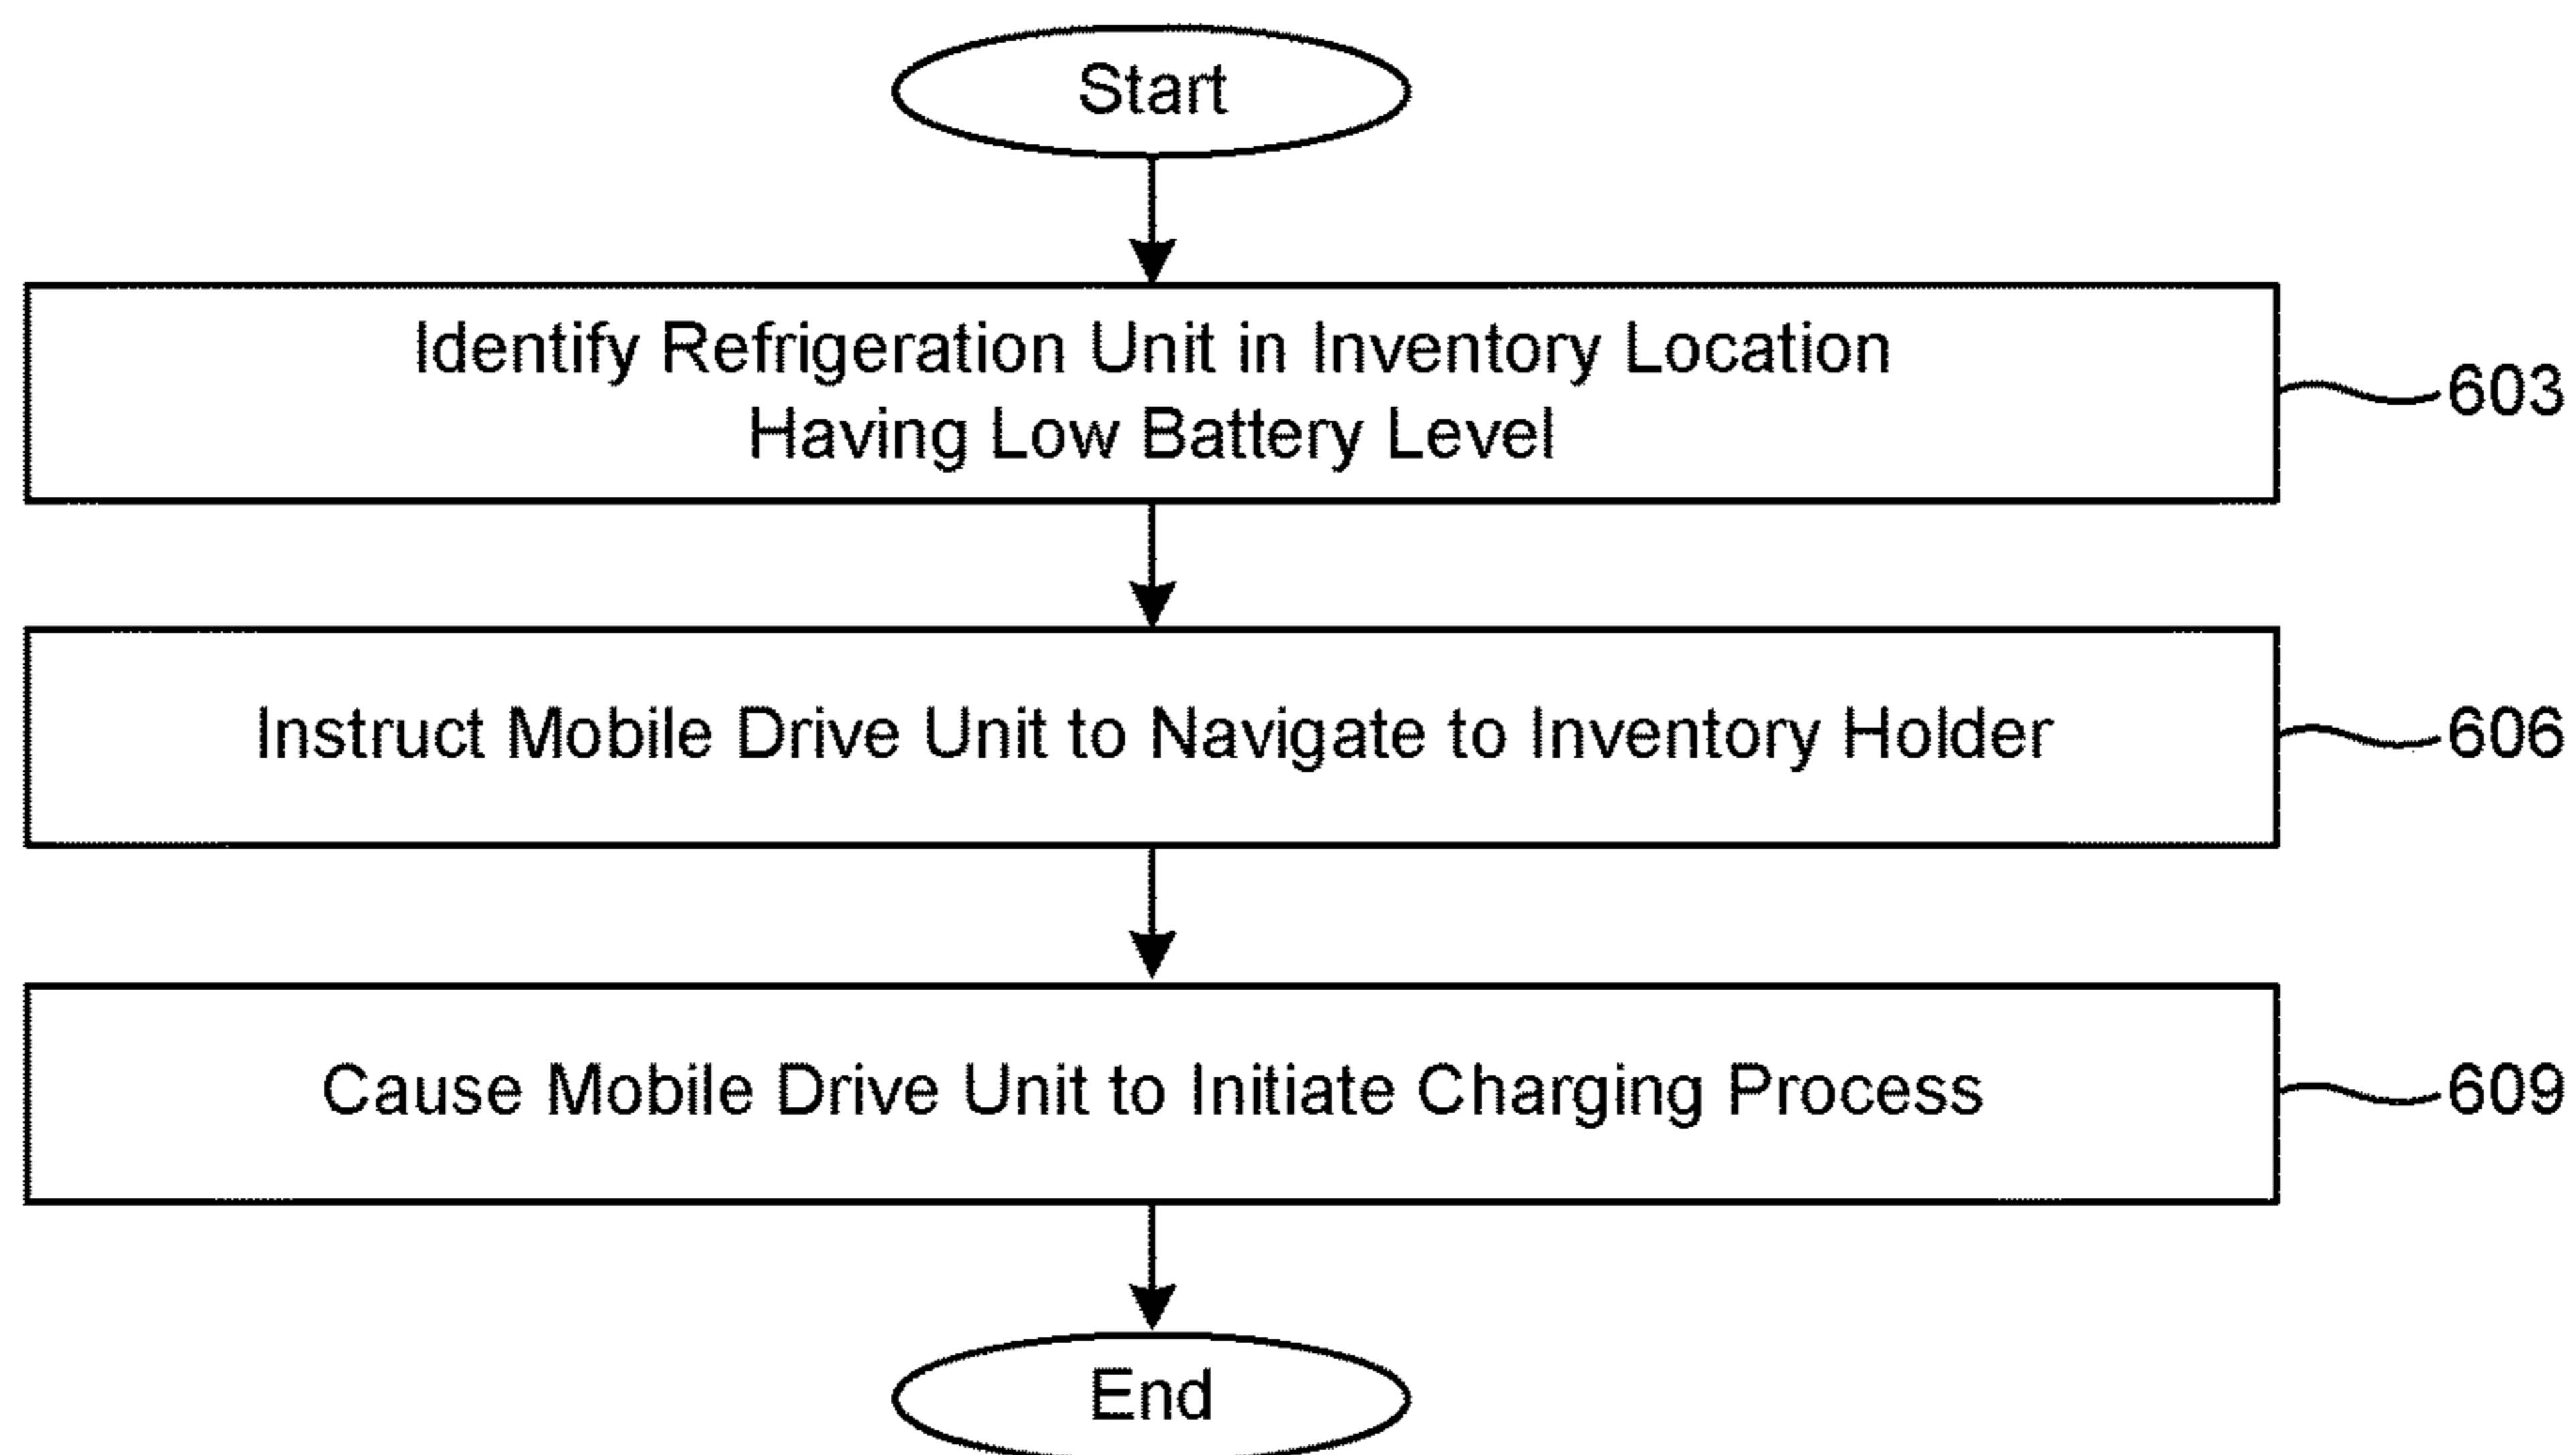 Start
Identify Refrigeration Unit in Inventory Location
Having Low Battery Level
603
Instruct Mobile Drive Unit to Navigate to Inventory Holder
606
Cause Mobile Drive Unit to Initiate Charging Process
609
End